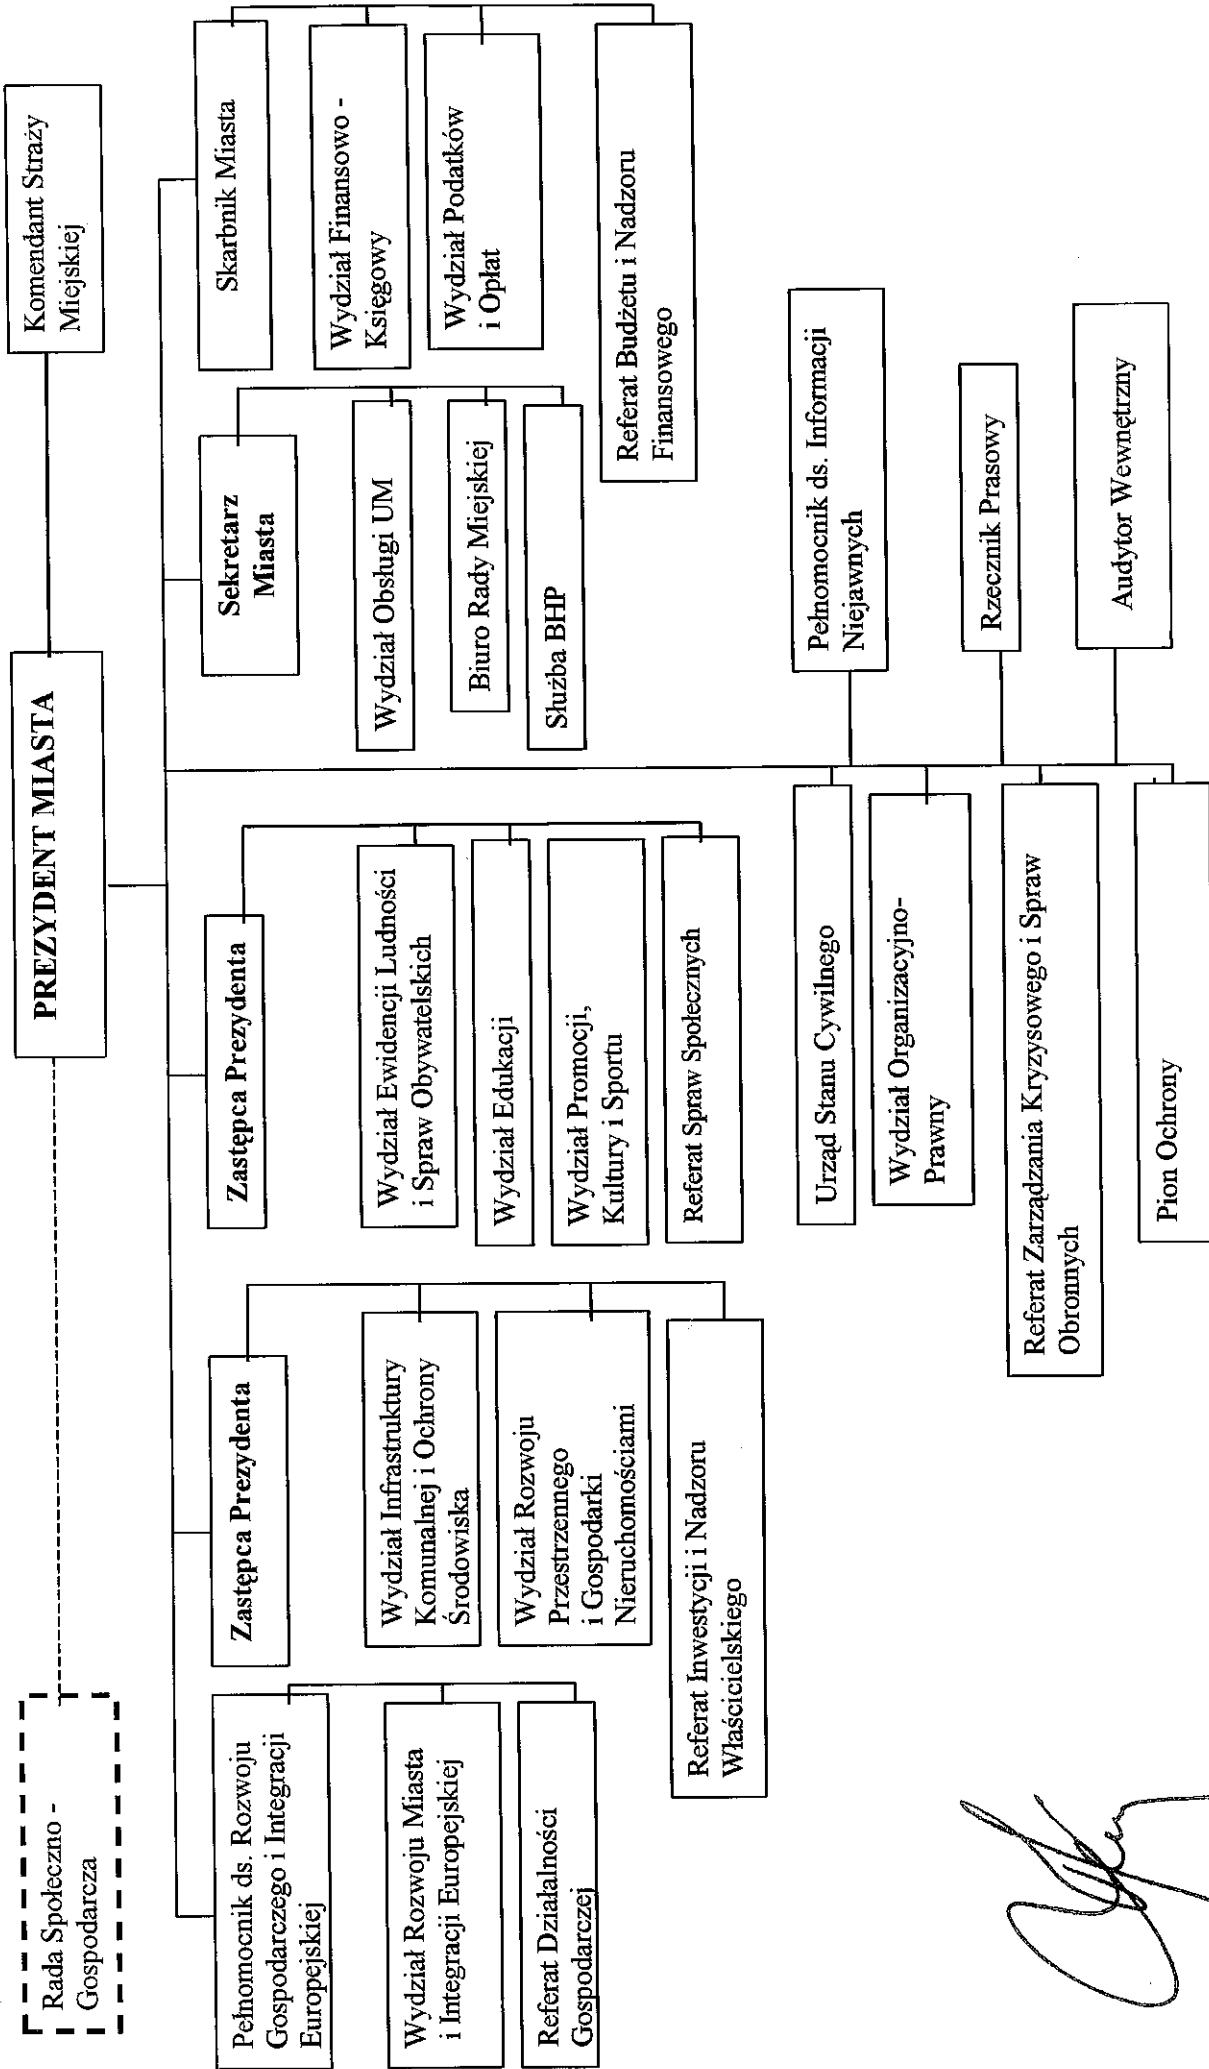 Rada Społeczno -
Gospodarcza
PREZYDENT MIASTA
Komendant Straży
Miejskiej
Pełnomocnik ds. Rozwoju
Gospodarczego i Integracji
Europejskiej
Wydział Rozwoju Miasta
i Integracji Europejskiej
Referat Działalności
Gospodarczej
Zastępca Prezydenta
Wydział Infrastruktury
Komunalnej i Ochrony
Środowiska
Wydział Rozwoju
Przestrzennego
i Gospodarki
Nieruchomościami
Referat Inwestycji i Nadzoru
Właścicielskiego
Zastępca Prezydenta
Wydział Ewidencji Ludności
i Spraw Obywatelskich
Wydział Edukacji
Wydział Promocji,
Kultury i Sportu
Referat Spraw Społecznych
Sekretarz
Miasta
Wydział Obsługi UM
Biuro Rady Miejskiej
Służba BHP
Skarbnik Miasta
Wydział Finansowo -
Księgowy
Wydział Podatków
i Opłat
Referat Budżetu i Nadzoru
Finansowego
Urząd Stanu Cywilnego
Wydział Organizacyjno-
Prawny
Referat Zarządzania Kryzysowego i Spraw
Obronnych
Pion Ochrony
Pełnomocnik ds. Informacji
Niejawnych
Rzecznik Prasowy
Audytor Wewnętrzny